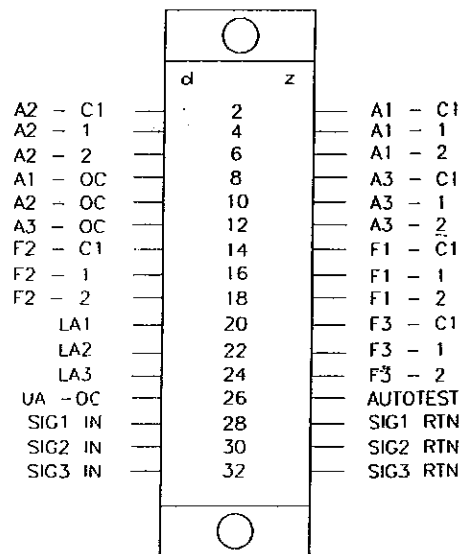 d z
A2 - C1 2 A1 - C1
A2 - 1 4 A1 - 1
A2 - 2 6 A1 - 2
A1 - OC 8 A3 - C1
A2 - OC 10 A3 - 1
A3 - OC 12 A3 - 2
F2 - C1 14 F1 - C1
F2 - 1 16 F1 - 1
F2 - 2 18 F1 - 2
LA1 20 F3 - C1
LA2 22 F3 - 1
LA3 24 F3 - 2
UA -OC 26 AUTOTEST
SIG1 IN 28 SIG1 RTN
SIG2 IN 30 SIG2 RTN
SIG3 IN 32 SIG3 RTN